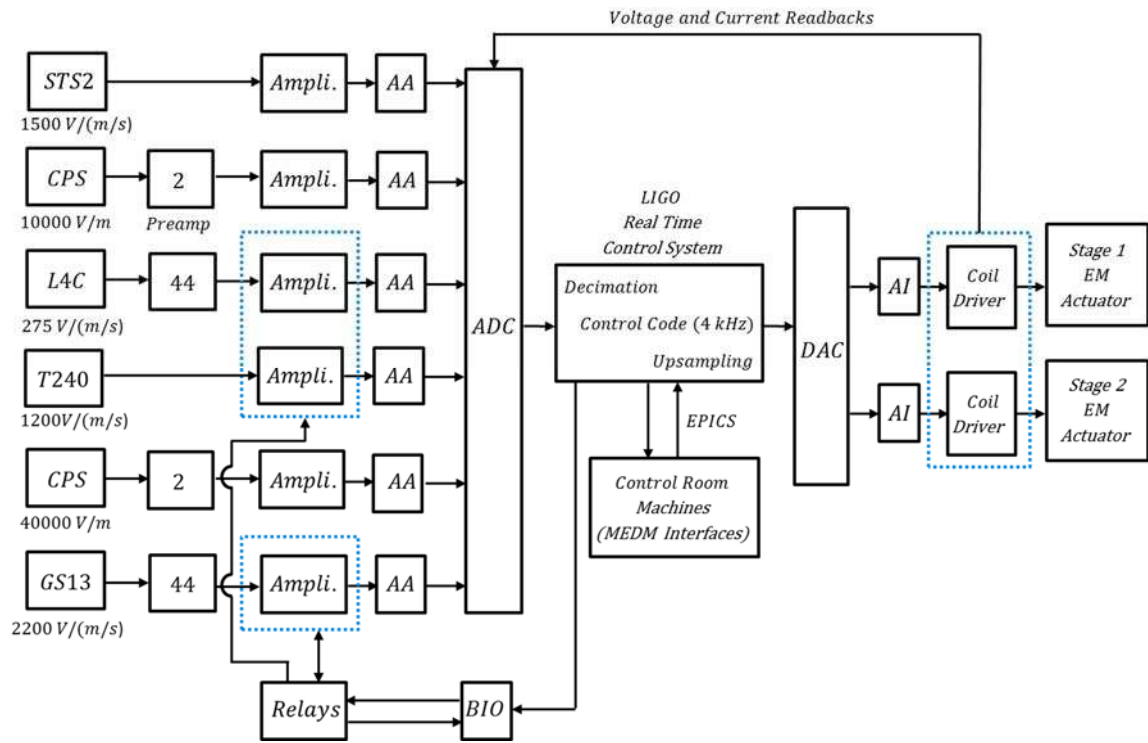 Voltage and Current Readbacks
STS2
Ampli.
AA
1500 V/(m/s)
CPS
2
Ampli.
AA
10000 V/m
Preamp
L4C
44
Ampli.
AA
275 V/(m/s)
T240
Ampli.
AA
1200V/(m/s)
CPS
2
Ampli.
AA
40000 V/m
GS13
44
Ampli.
AA
2200 V/(m/s)
Relays
BIO
ADC
LIGO
Real Time
Control System
Decimation
Control Code (4 kHz)
Upsampling
EPICS
Control Room
Machines
(MEDM Interfaces)
DAC
AI
Coil
Driver
Stage 1
EM
Actuator
AI
Coil
Driver
Stage 2
EM
Actuator